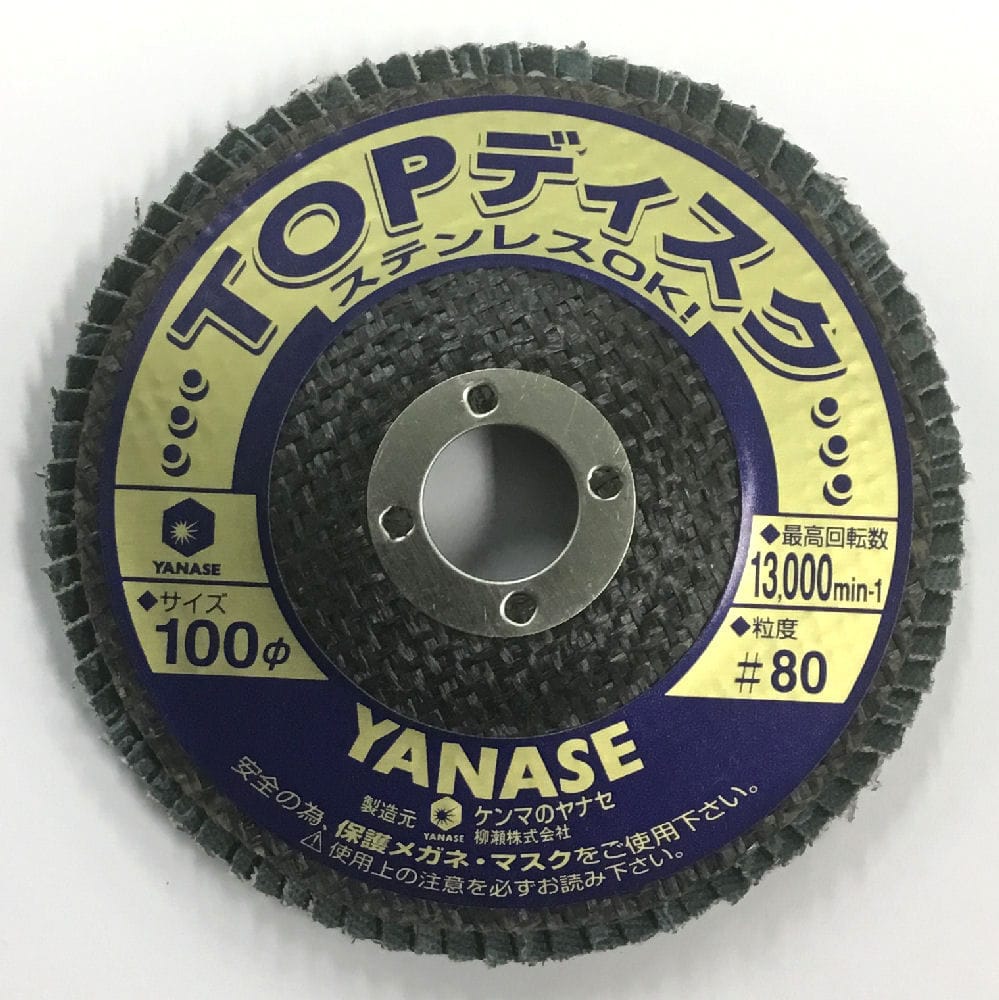 TOPディスク
ステンレスOK!
YANASE
◆サイズ
100φ
◆最高回転数
13,000min-1
◆粒度
#80
YANASE
製造元 YANASE ケンマのヤナセ
柳瀬株式会社
安全の為、保護メガネ・マスクをご使用下さい。
⚠使用上の注意を必ずお読み下さい。